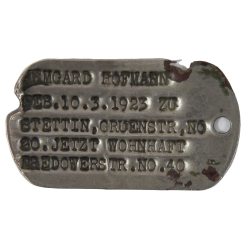 IRMGARD HOFMANN
GEB.10.3.1923 ZU
STETTIN,GRUENSTR,NO
20.JETZT WOHNHAFT
BREDOWERSTR.NO.40